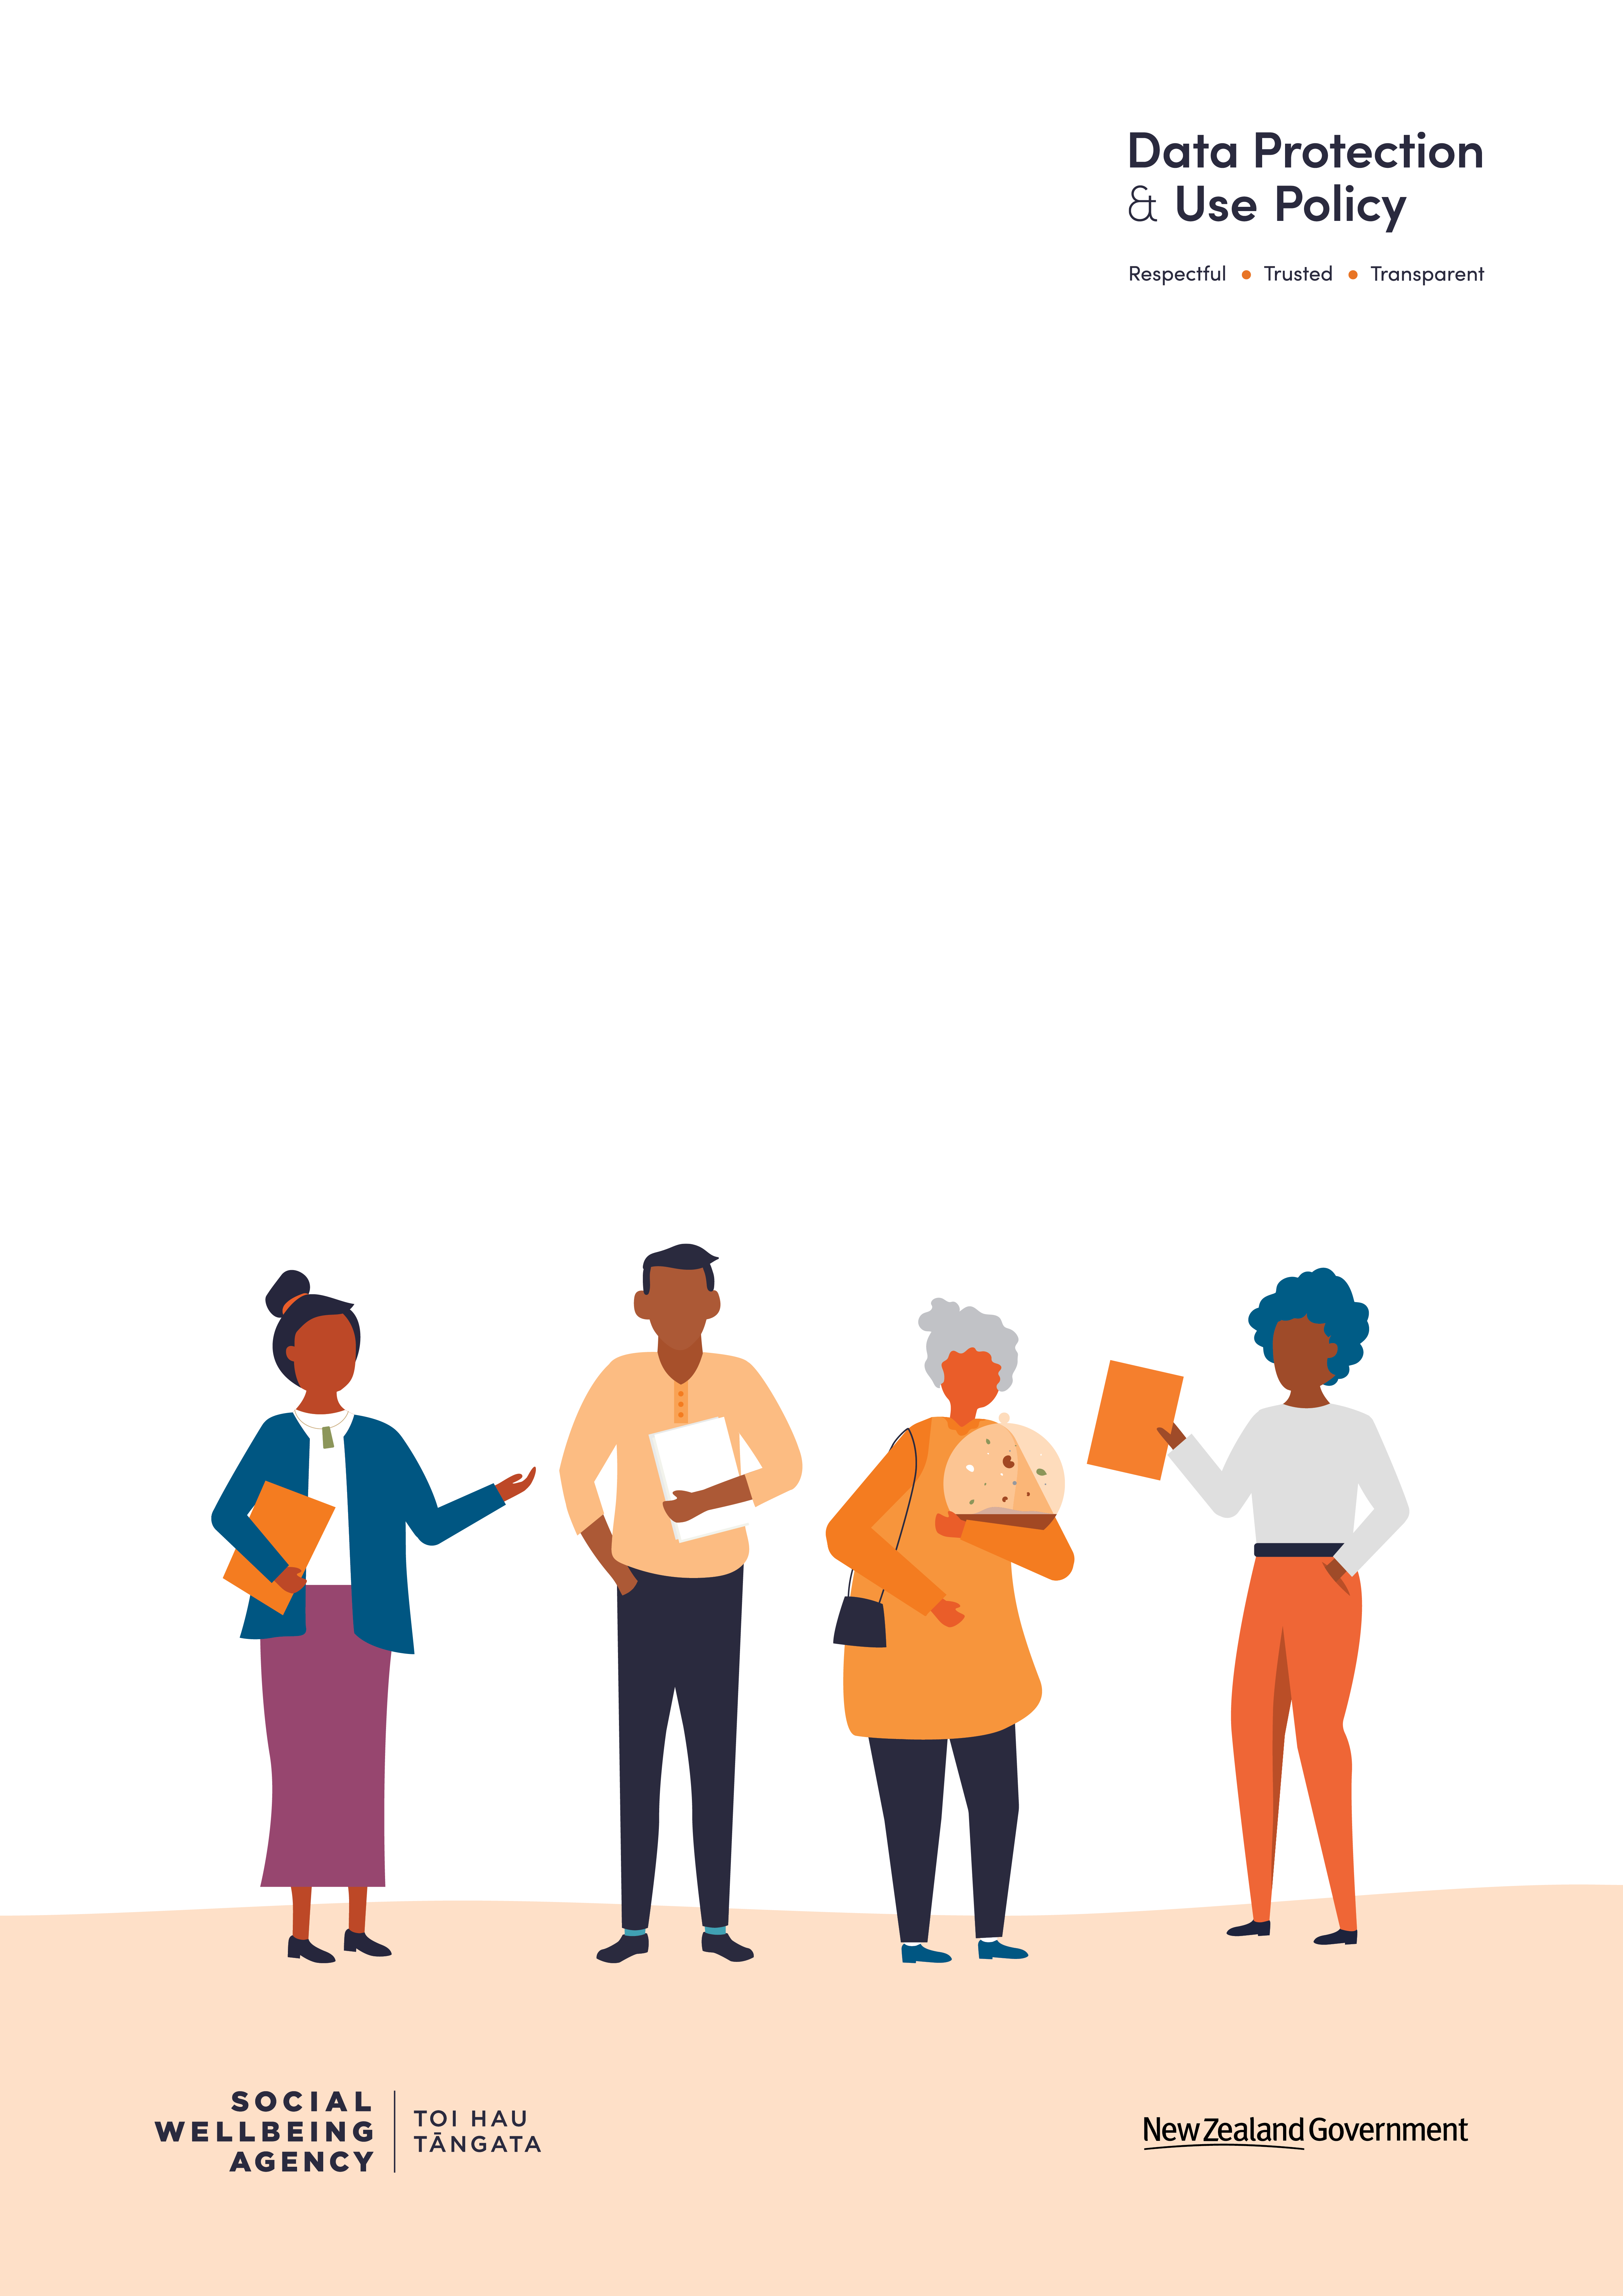 Data Protection
& Use Policy
Respectful • Trusted • Transparent
SOCIAL
WELLBEING
AGENCY
TOI HAU
TĀNGATA
New Zealand Government